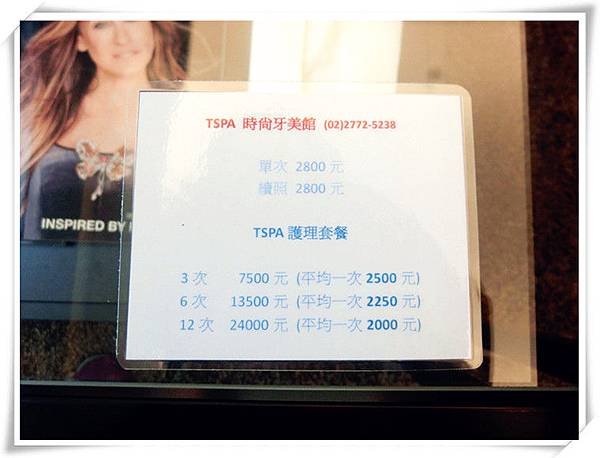 TSPA 時尚牙美館 (02)2772-5238
單次 2800 元
續照 2800 元
INSPIRED BY
TSPA 護理套餐
3 次 7500 元 (平均一次 2500 元)
6 次 13500 元 (平均一次 2250 元)
12 次 24000 元 (平均一次 2000 元)